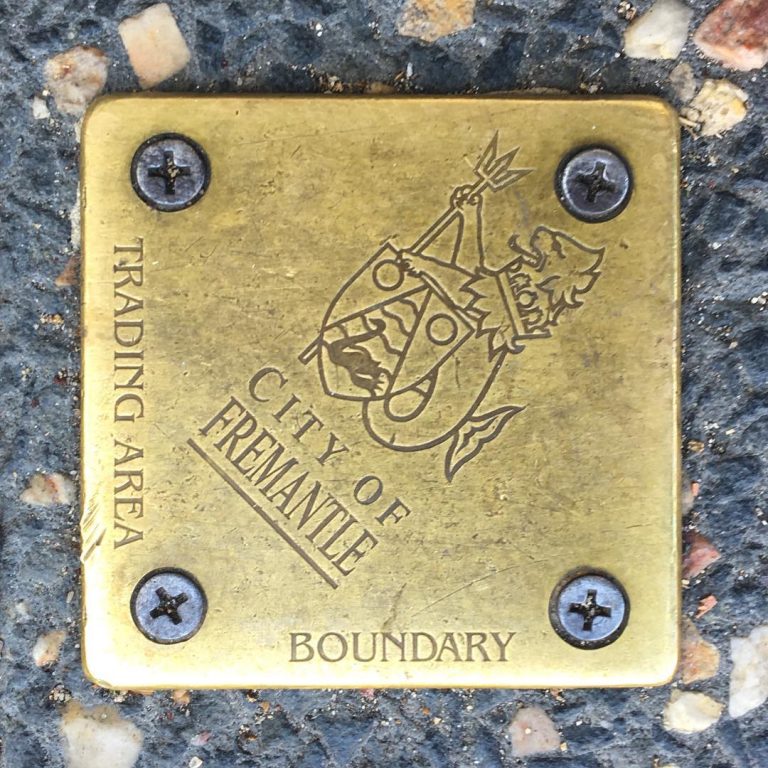 TRADING AREA
CITY OF
FREMANTLE
BOUNDARY